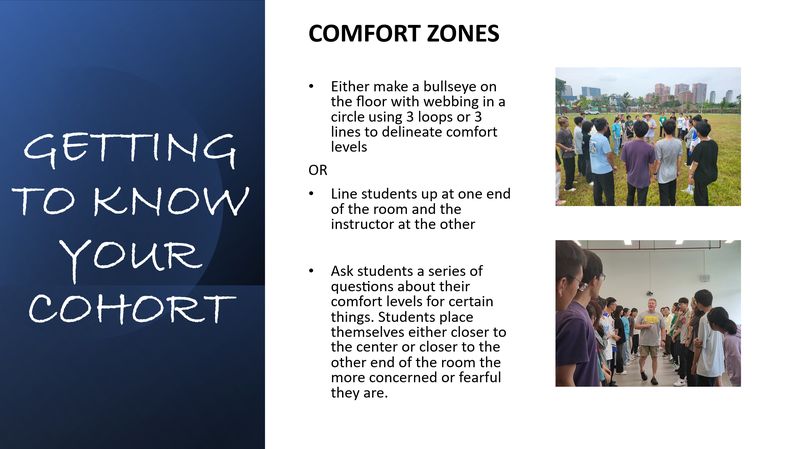 GETTING
TO KNOW
YOUR
COHORT
COMFORT ZONES
• Either make a bullseye on
the floor with webbing in a
circle using 3 loops or 3
lines to delineate comfort
levels
OR
• Line students up at one end
of the room and the
instructor at the other
• Ask students a series of
questions about their
comfort levels for certain
things. Students place
themselves either closer to
the center or closer to the
other end of the room the
more concerned or fearful
they are.